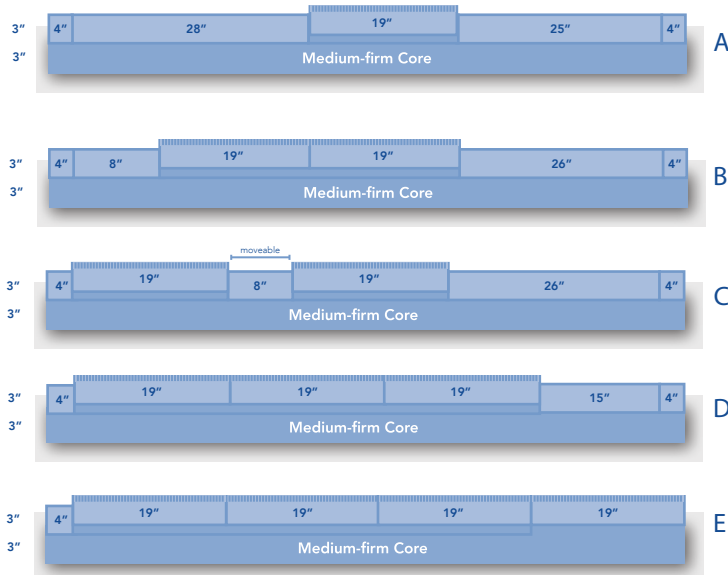 3" 4" 28" 19" 25" 4" A
3" Medium-firm Core
3" 4" 8" 19" 19" 26" 4" B
3" Medium-firm Core
moveable
3" 4" 19" 8" 19" 26" 4" C
3" Medium-firm Core
3" 4" 19" 19" 19" 15" 4" D
3" Medium-firm Core
3" 4" 19" 19" 19" 19" E
3" Medium-firm Core